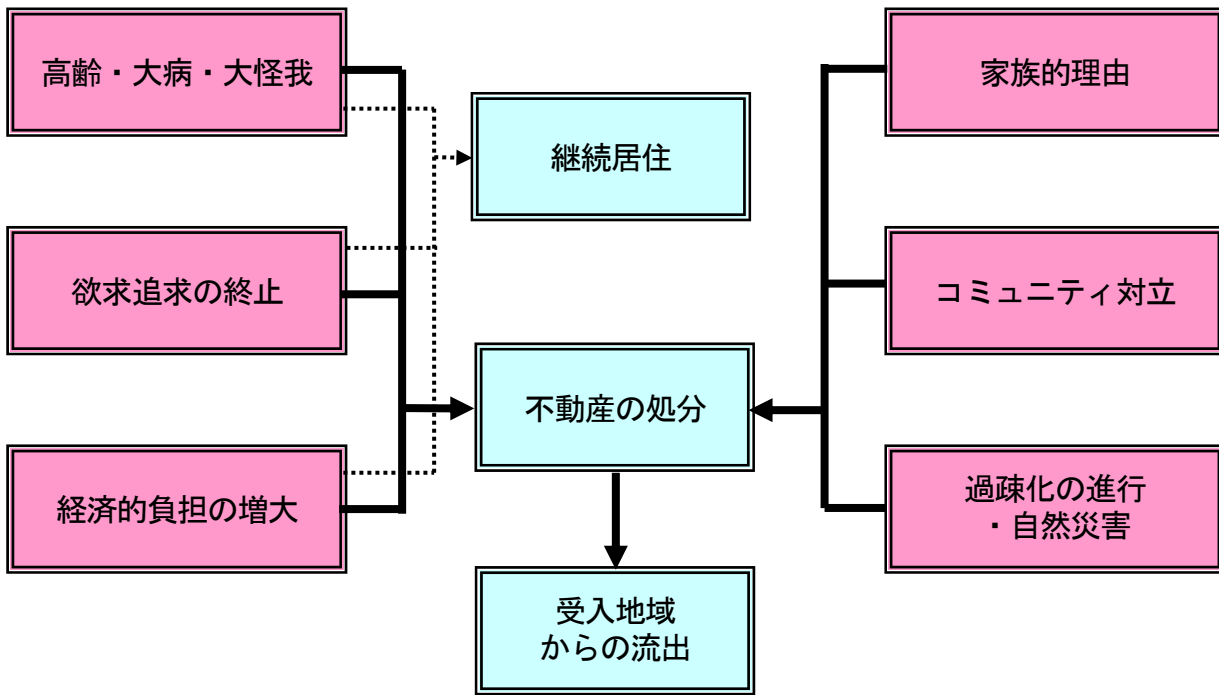 高齢・大病・大怪我
家族的理由
継続居住
欲求追求の終止
コミュニティ対立
不動産の処分
経済的負担の増大
過疎化の進行
・自然災害
受入地域
からの流出